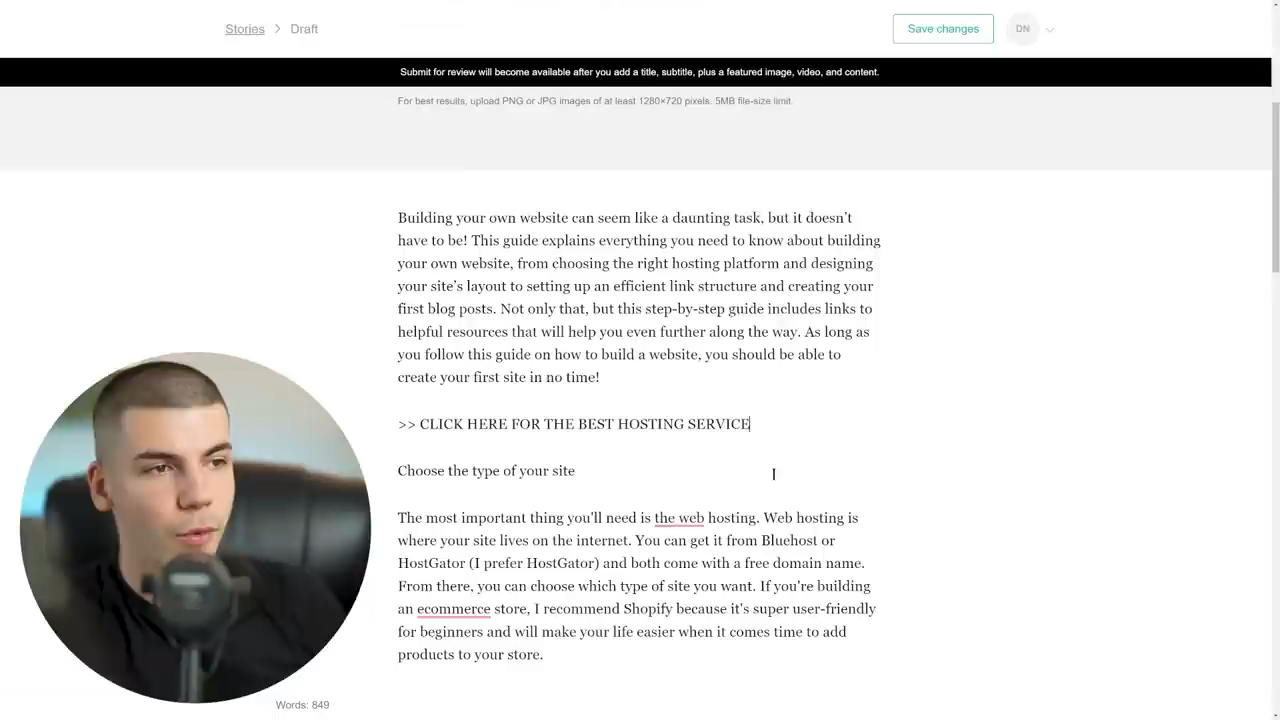 Stories > Draft
Save changes
DN
Submit for review will become available after you add a title, subtitle, plus a featured image, video, and content.
For best results, upload PNG or JPG images of at least 1280×720 pixels. 5MB file-size limit.
Building your own website can seem like a daunting task, but it doesn't
have to be! This guide explains everything you need to know about building
your own website, from choosing the right hosting platform and designing
your site's layout to setting up an efficient link structure and creating your
first blog posts. Not only that, but this step-by-step guide includes links to
helpful resources that will help you even further along the way. As long as
you follow this guide on how to build a website, you should be able to
create your first site in no time!
>> CLICK HERE FOR THE BEST HOSTING SERVICE
Choose the type of your site
The most important thing you'll need is the web hosting. Web hosting is
where your site lives on the internet. You can get it from Bluehost or
HostGator (I prefer HostGator) and both come with a free domain name.
From there, you can choose which type of site you want. If you're building
an ecommerce store, I recommend Shopify because it's super user-friendly
for beginners and will make your life easier when it comes time to add
products to your store.
Words: 849